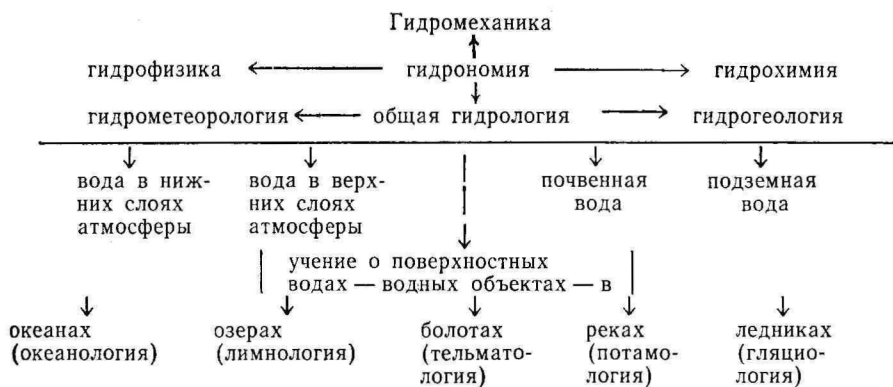 Гидромеханика
гидрофизика гидрономия гидрохимия
гидрометеорология общая гидрология гидрогеология
вода в ниж- вода в верх- почвенная подземная
них слоях них слоях вода вода
атмосферы атмосферы
учение о поверхностных
водах — водных объектах — в
океанах озерах болотах реках ледниках
(океанология) (лимнология) (тельмато- (потамо- (гляцио-
логия) логия) логия)